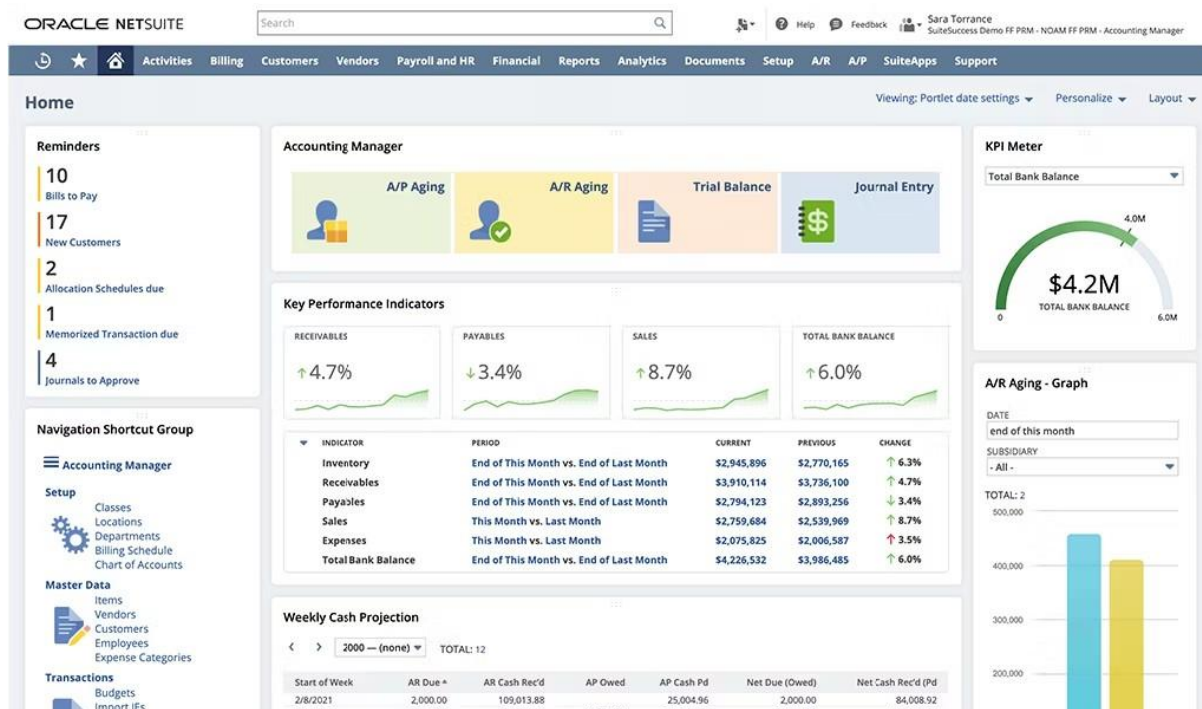 ORACLE NETSUITE
Search
Help
Feedback
Sara Torrance
SuiteSuccess Demo FF PRM - NOAM FF PRM - Accounting Manager
Activities Billing Customers Vendors Payroll and HR Financial Reports Analytics Documents Setup A/R A/P SuiteApps Support
Home
Viewing: Portlet date settings Personalize Layout
Reminders
10
Bills to Pay
17
New Customers
2
Allocation Schedules due
1
Memorized Transaction due
4
Journals to Approve
Navigation Shortcut Group
Accounting Manager
Setup
Classes
Locations
Departments
Billing Schedule
Chart of Accounts
Master Data
Items
Vendors
Customers
Employees
Expense Categories
Transactions
Budgets
Import JEs
Accounting Manager
A/P Aging A/R Aging Trial Balance Journal Entry
Key Performance Indicators
RECEIVABLES PAYABLES SALES TOTAL BANK BALANCE
↑4.7% ↓3.4% ↑8.7% ↑6.0%
INDICATOR PERIOD CURRENT PREVIOUS CHANGE
Inventory End of This Month vs. End of Last Month $2,945,896 $2,770,165 ↑ 6.3%
Receivables End of This Month vs. End of Last Month $3,910,114 $3,736,100 ↑ 4.7%
Payables End of This Month vs. End of Last Month $2,794,123 $2,893,256 ↓ 3.4%
Sales This Month vs. Last Month $2,759,684 $2,539,969 ↑ 8.7%
Expenses This Month vs. Last Month $2,075,825 $2,006,587 ↑ 3.5%
Total Bank Balance End of This Month vs. End of Last Month $4,226,532 $3,986,485 ↑ 6.0%
Weekly Cash Projection
2000 — (none) TOTAL: 12
Start of Week AR Due AR Cash Rec'd AP Owed AP Cash Pd Net Due (Owed) Net Cash Rec'd (Pd
2/8/2021 2,000.00 109,013.88 25,004.96 2,000.00 84,008.92
KPI Meter
Total Bank Balance
4.0M
$4.2M
TOTAL BANK BALANCE
0 6.0M
A/R Aging - Graph
DATE
end of this month
SUBSIDIARY
- All -
TOTAL: 2
500,000
400,000
300,000
200,000